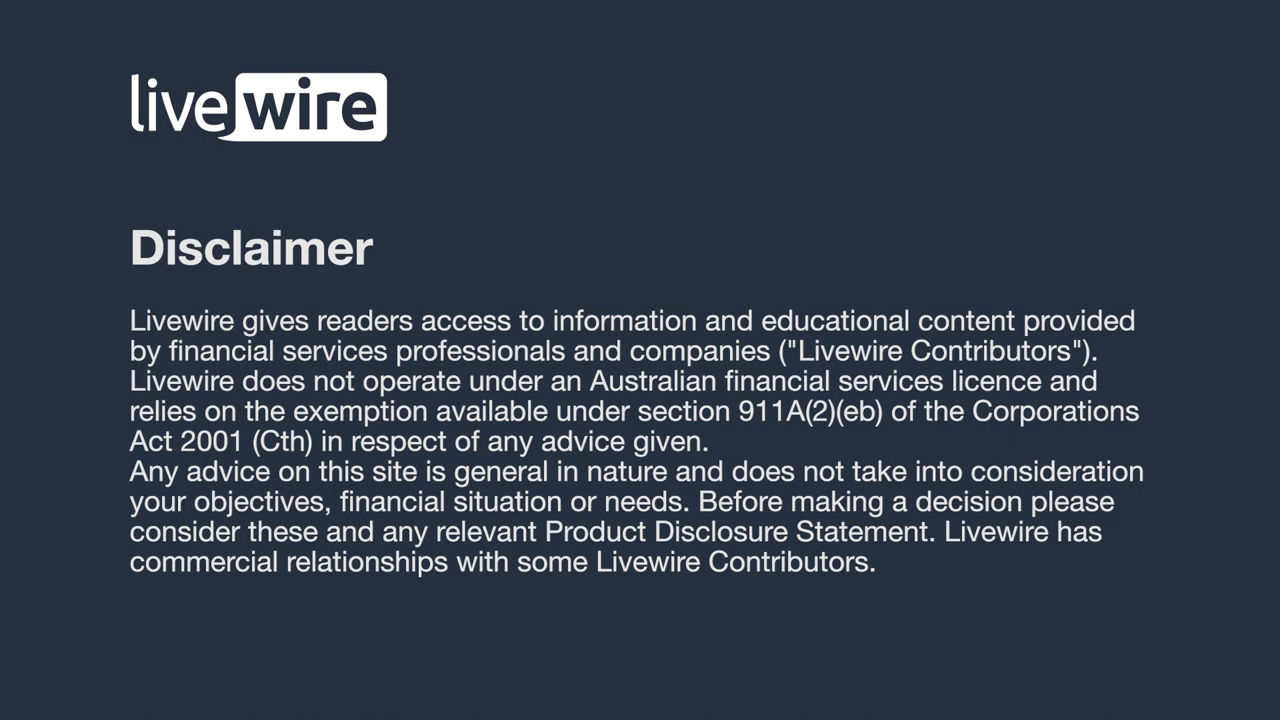 livewire
Disclaimer
Livewire gives readers access to information and educational content provided
by financial services professionals and companies ("Livewire Contributors").
Livewire does not operate under an Australian financial services licence and
relies on the exemption available under section 911A(2)(eb) of the Corporations
Act 2001 (Cth) in respect of any advice given.
Any advice on this site is general in nature and does not take into consideration
your objectives, financial situation or needs. Before making a decision please
consider these and any relevant Product Disclosure Statement. Livewire has
commercial relationships with some Livewire Contributors.